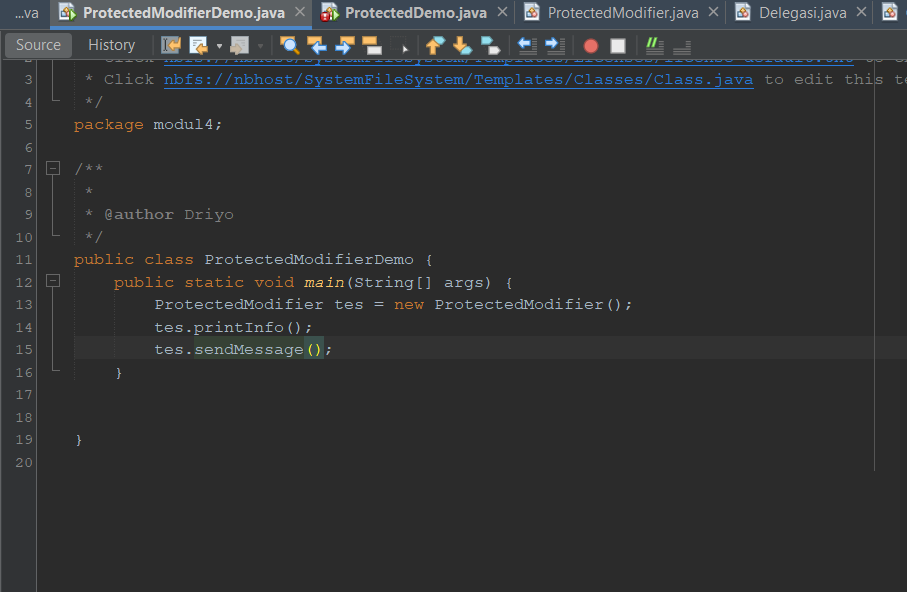 ...va ProtectedModifierDemo.java ProtectedDemo.java ProtectedModifier.java Delegasi.java
Source History
3 * Click nbfs://nbhost/SystemFileSystem/Templates/Classes/Class.java to edit this
4 */
5 package modul4;
6
7 /**
8 *
9 * @author Driyo
10 */
11 public class ProtectedModifierDemo {
12 public static void main(String[] args) {
13 ProtectedModifier tes = new ProtectedModifier();
14 tes.printInfo();
15 tes.sendMessage();
16 }
17
18
19 }
20